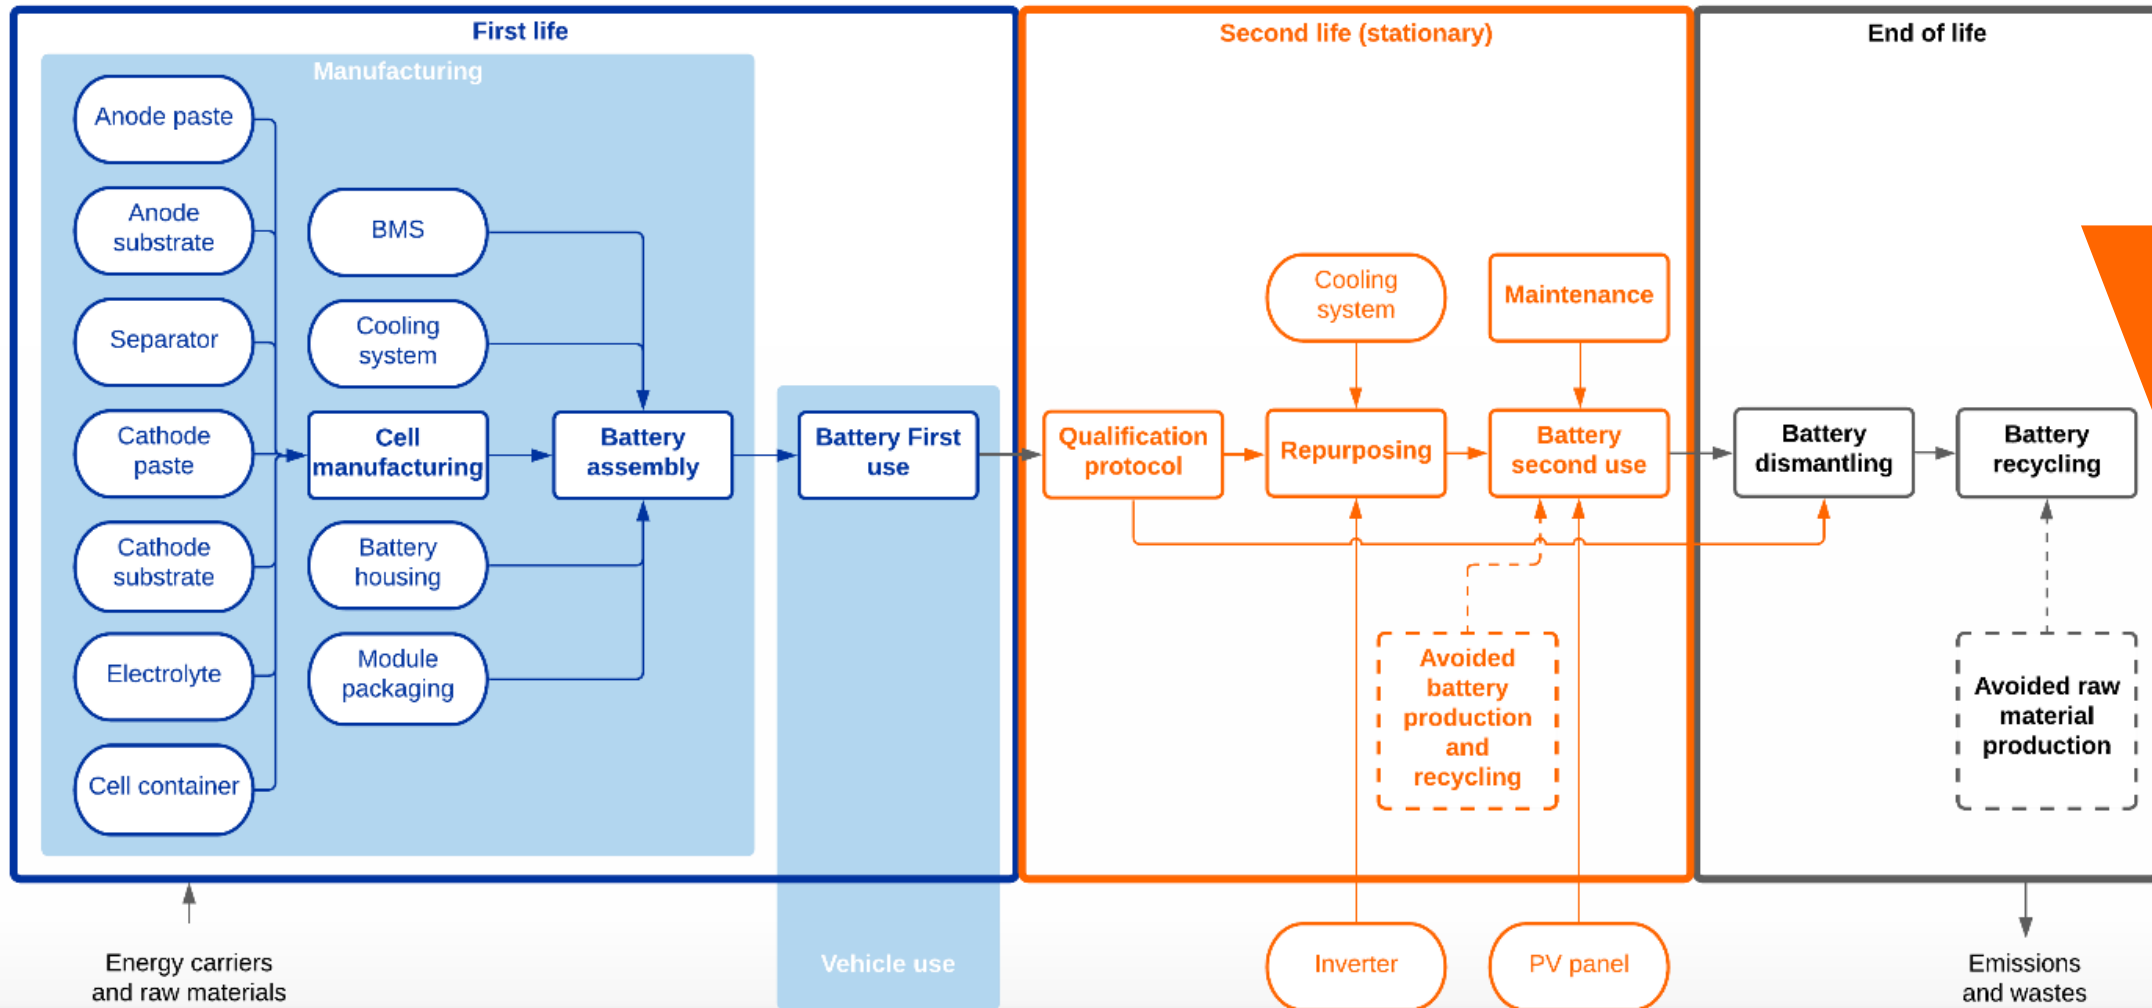 First life
Manufacturing
Anode paste
Anode
substrate
Separator
Cathode
paste
Cathode
substrate
Electrolyte
Cell container
BMS
Cooling
system
Cell
manufacturing
Battery
housing
Module
packaging
Battery
assembly
Battery First
use
Vehicle use
Energy carriers
and raw materials
Second life (stationary)
Qualification
protocol
Cooling
system
Repurposing
Maintenance
Battery
second use
Avoided
battery
production
and
recycling
Inverter
PV panel
End of life
Battery
dismantling
Battery
recycling
Avoided raw
material
production
Emissions
and wastes